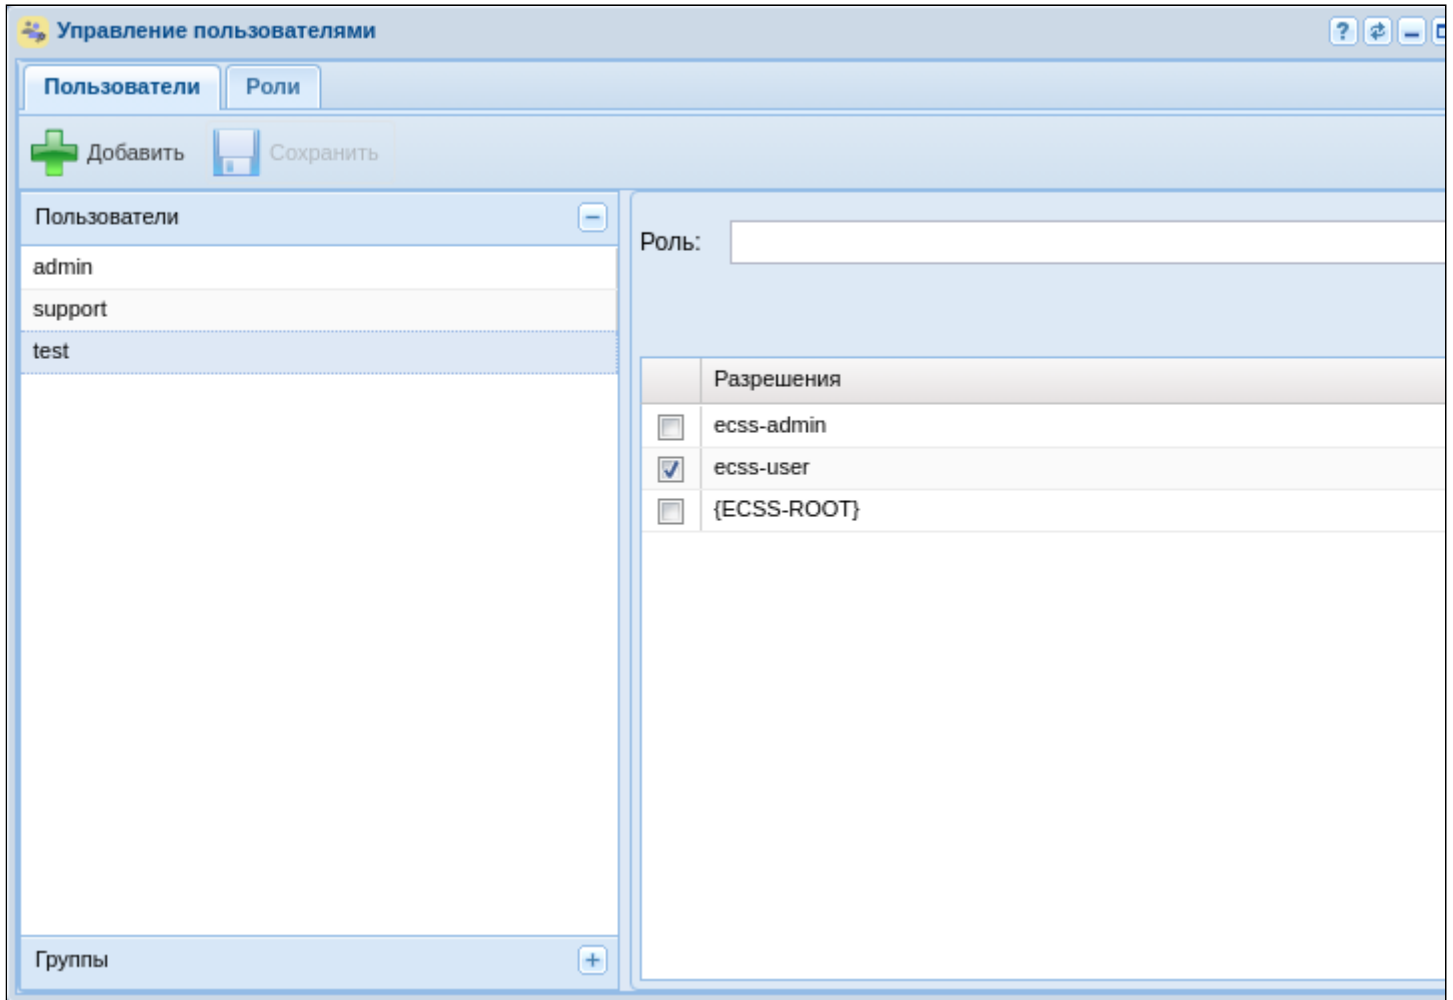 Управление пользователями
Пользователи
Роли
Добавить
Сохранить
Пользователи
admin
support
test
Группы
Роль:
Разрешения
ecss-admin
ecss-user
{ECSS-ROOT}